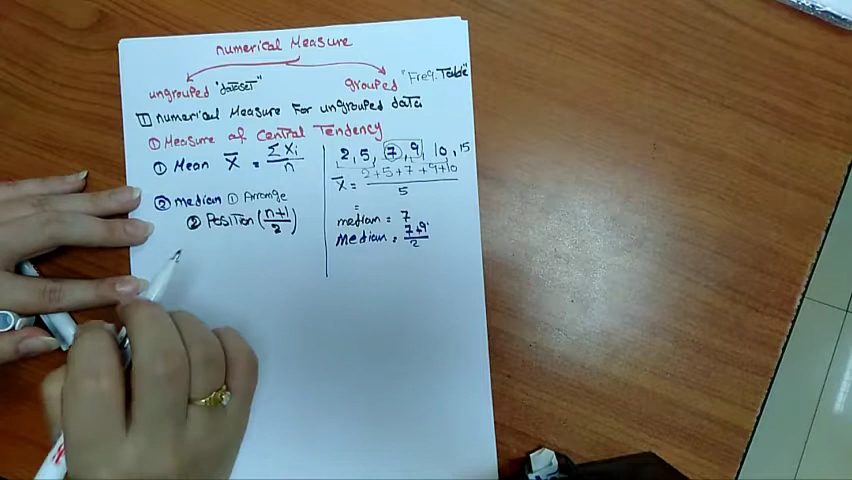 numerical Measure
ungrouped "dataset"
grouped "Freq. Table"
1 numerical Measure For ungrouped data
① Measure of Central Tendency
① Mean X̄ = ΣXi / n
② median ① Arrange
② Position (n+1 / 2)
2, 5, 7, 9, 10, 15
X̄ = 2+5+7+9+10 / 5
=
median = 7
Median = 7+9 / 2